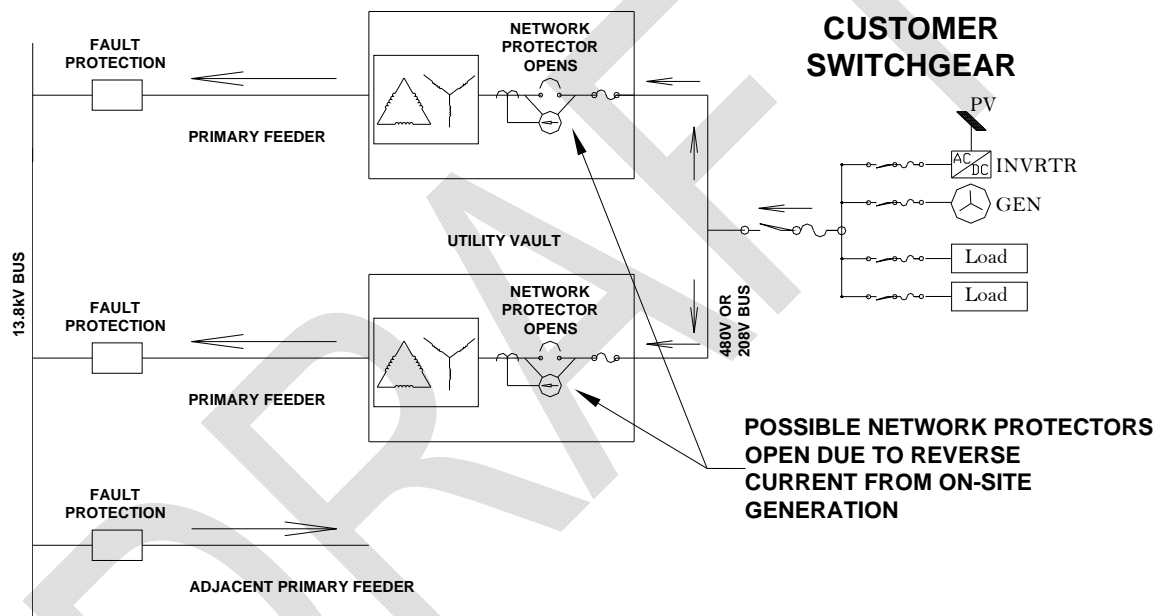 FAULT
PROTECTION
PRIMARY FEEDER
NETWORK
PROTECTOR
OPENS
CUSTOMER
SWITCHGEAR
PV
AC
DC
INVRTR
GEN
Load
Load
UTILITY VAULT
13.8kV BUS
FAULT
PROTECTION
PRIMARY FEEDER
NETWORK
PROTECTOR
OPENS
480V OR
208V BUS
POSSIBLE NETWORK PROTECTORS
OPEN DUE TO REVERSE
CURRENT FROM ON-SITE
GENERATION
FAULT
PROTECTION
ADJACENT PRIMARY FEEDER
DRAFT